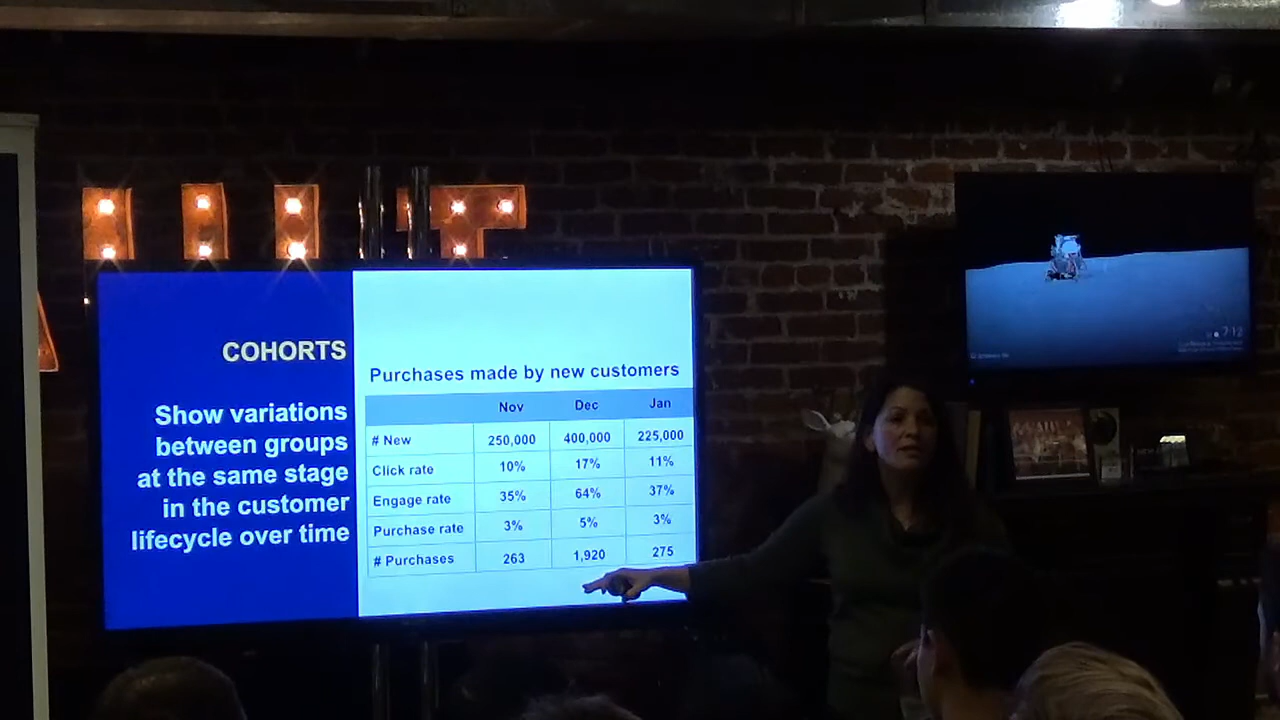 COHORTS
Show variations
between groups
at the same stage
in the customer
lifecycle over time
Purchases made by new customers
Nov Dec Jan
# New 250,000 400,000 225,000
Click rate 10% 17% 11%
Engage rate 35% 64% 37%
Purchase rate 3% 5% 3%
# Purchases 263 1,920 275
7:12